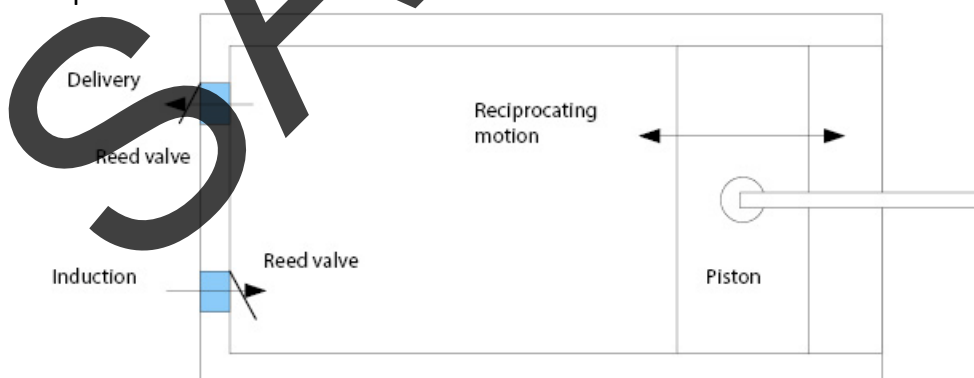 Delivery
Reciprocating
motion
Reed valve
Reed valve
Induction
Piston